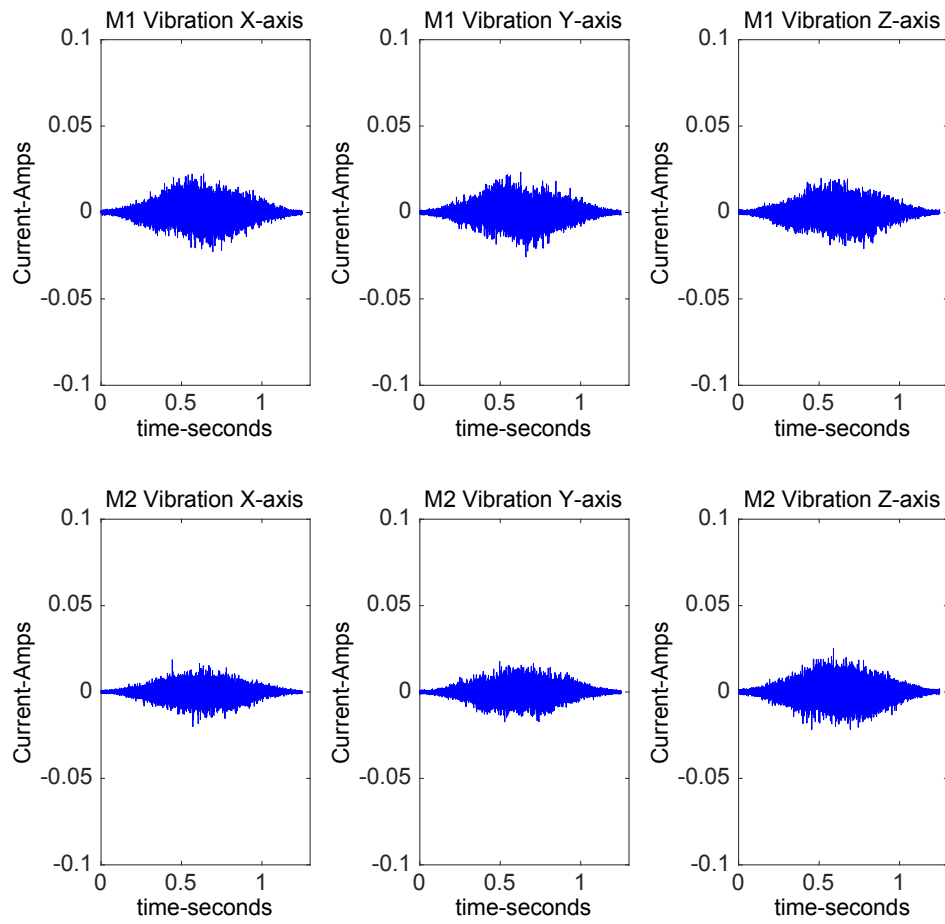 M1 Vibration X-axis
M1 Vibration Y-axis
M1 Vibration Z-axis
0.1
0.05
0
-0.05
-0.1
Current-Amps
0 0.5 1
time-seconds
0.1
0.05
0
-0.05
-0.1
Current-Amps
0 0.5 1
time-seconds
0.1
0.05
0
-0.05
-0.1
Current-Amps
0 0.5 1
time-seconds
M2 Vibration X-axis
M2 Vibration Y-axis
M2 Vibration Z-axis
0.1
0.05
0
-0.05
-0.1
Current-Amps
0 0.5 1
time-seconds
0.1
0.05
0
-0.05
-0.1
Current-Amps
0 0.5 1
time-seconds
0.1
0.05
0
-0.05
-0.1
Current-Amps
0 0.5 1
time-seconds